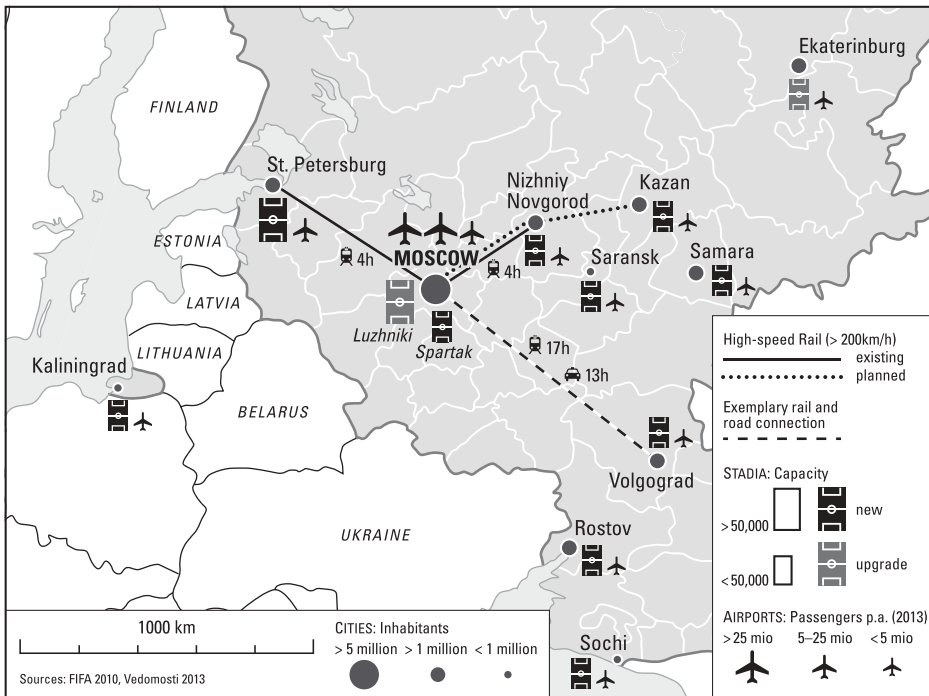 Ekaterinburg
FINLAND
St. Petersburg
Nizhniy
Novgorod
Kazan
ESTONIA
4h
MOSCOW
4h
Saransk
Samara
LATVIA
Luzhniki
Spartak
LITHUANIA
17h
Kaliningrad
13h
BELARUS
Volgograd
UKRAINE
Rostov
Sochi
High-speed Rail (> 200km/h)
existing
planned
Exemplary rail and
road connection
STADIA: Capacity
>50,000
new
<50,000
upgrade
AIRPORTS: Passengers p.a. (2013)
>25 mio 5–25 mio <5 mio
1000 km
Sources: FIFA 2010, Vedomosti 2013
CITIES: Inhabitants
> 5 million > 1 million < 1 million